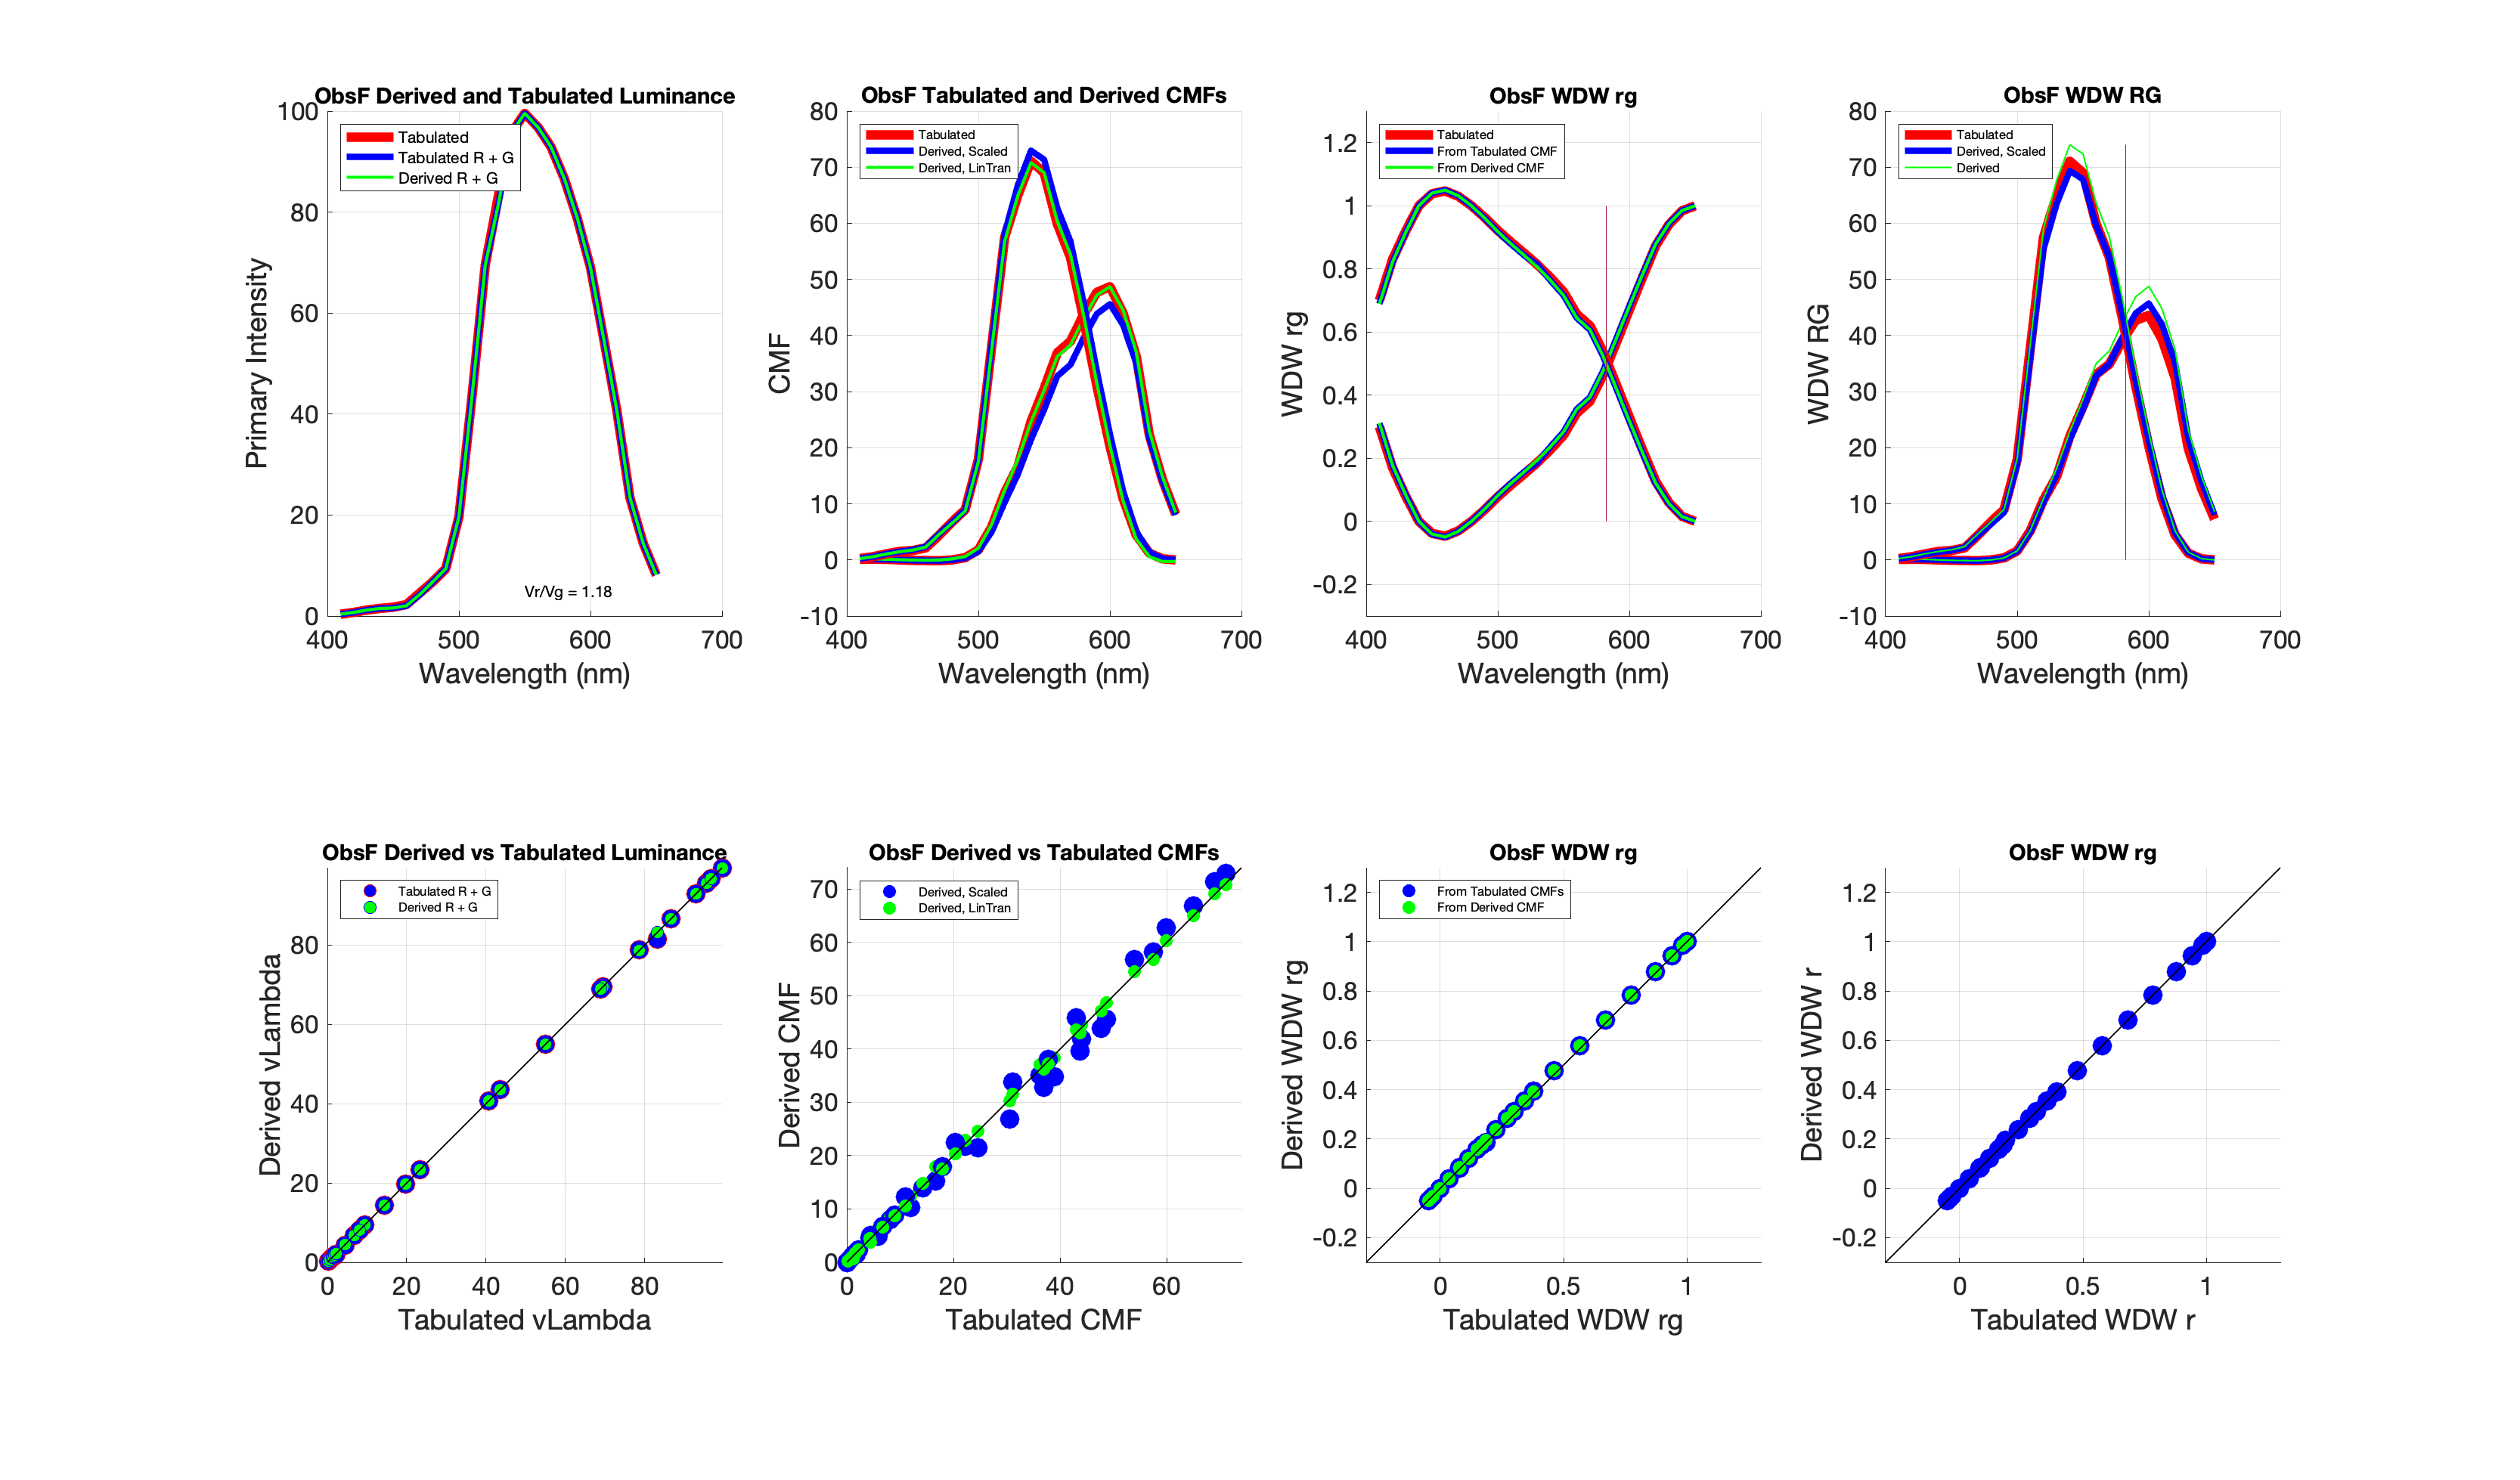 ObsF Derived and Tabulated Luminance
100
80
60
40
20
0
Primary Intensity
Tabulated
Tabulated R + G
Derived R + G
Vr/Vg = 1.18
400 500 600 700
Wavelength (nm)
ObsF Tabulated and Derived CMFs
80
70
60
50
40
30
20
10
0
-10
CMF
Tabulated
Derived, Scaled
Derived, LinTran
400 500 600 700
Wavelength (nm)
ObsF WDW rg
1.2
1
0.8
0.6
0.4
0.2
0
-0.2
WDW rg
Tabulated
From Tabulated CMF
From Derived CMF
400 500 600 700
Wavelength (nm)
ObsF WDW RG
80
70
60
50
40
30
20
10
0
-10
WDW RG
Tabulated
Derived, Scaled
Derived
400 500 600 700
Wavelength (nm)
ObsF Derived vs Tabulated Luminance
80
60
40
20
0
Derived vLambda
Tabulated R + G
Derived R + G
0 20 40 60 80
Tabulated vLambda
ObsF Derived vs Tabulated CMFs
70
60
50
40
30
20
10
0
Derived CMF
Derived, Scaled
Derived, LinTran
0 20 40 60
Tabulated CMF
ObsF WDW rg
1.2
1
0.8
0.6
0.4
0.2
0
-0.2
Derived WDW rg
From Tabulated CMFs
From Derived CMF
0 0.5 1
Tabulated WDW rg
ObsF WDW rg
1.2
1
0.8
0.6
0.4
0.2
0
-0.2
Derived WDW r
0 0.5 1
Tabulated WDW r